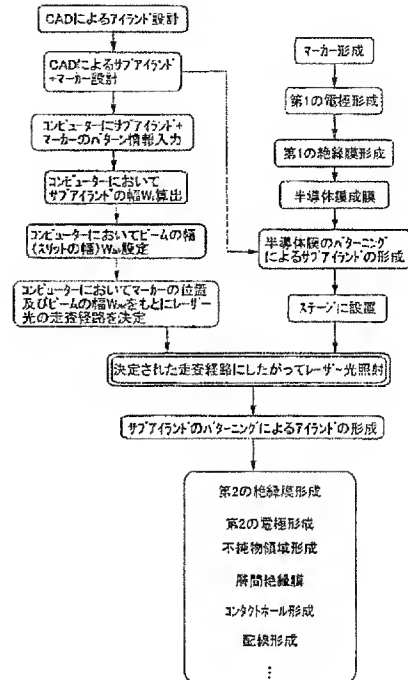 CADによるアイランド設計
CADによるサブアイランド
+マーカー設計
コンピューターにサブアイランド+
マーカーのパターン情報入力
コンピューターにおいて
サブアイランドの幅W算出
コンピューターにおいてビームの幅
(スリットの幅)W設定
コンピューターにおいてマーカーの位置
及びビームの幅Wをもとにレーザー
光の走査経路を決定
マーカー形成
第1の電極形成
第1の絶縁膜形成
半導体膜成膜
半導体膜のパターニング
によるサブアイランドの形成
ステージに設置
決定された走査経路にしたがってレーザー光照射
サブアイランドのパターニングによるアイランドの形成
第2の絶縁膜形成
第2の電極形成
不純物領域形成
層間絶縁膜
コンタクトホール形成
配線形成
⋮